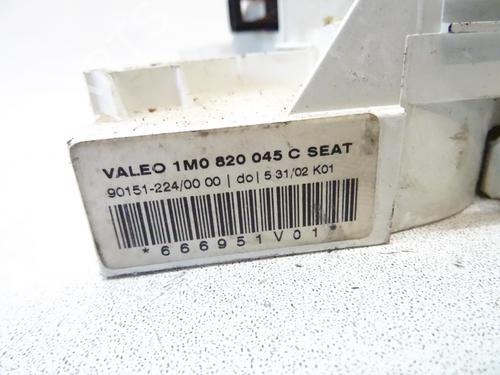 VALEO 1M0 820 045 C SEAT
90151-224/00 00 | do | 5 31/02 K01
*666951V01*